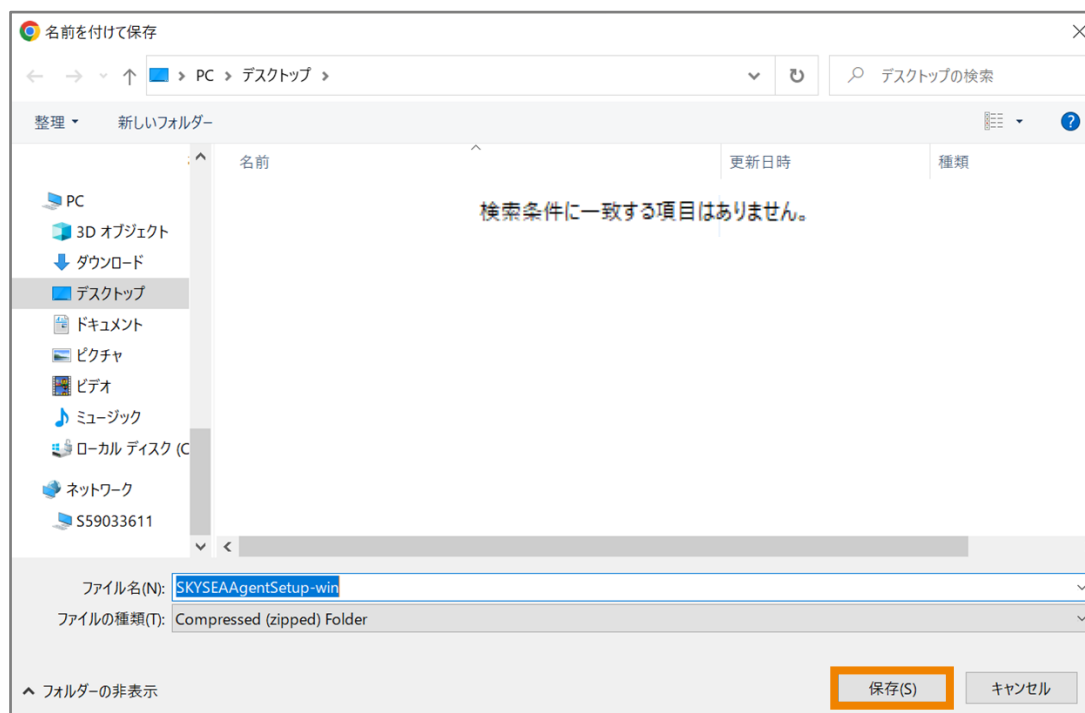 名前を付けて保存
PC > デスクトップ >
デスクトップの検索
整理
新しいフォルダー
名前
更新日時
種類
検索条件に一致する項目はありません。
PC
3D オブジェクト
ダウンロード
デスクトップ
ドキュメント
ピクチャ
ビデオ
ミュージック
ローカル ディスク (C
ネットワーク
S59033611
ファイル名(N): SKYSEAAgentSetup-win
ファイルの種類(T): Compressed (zipped) Folder
フォルダーの非表示
保存(S)
キャンセル